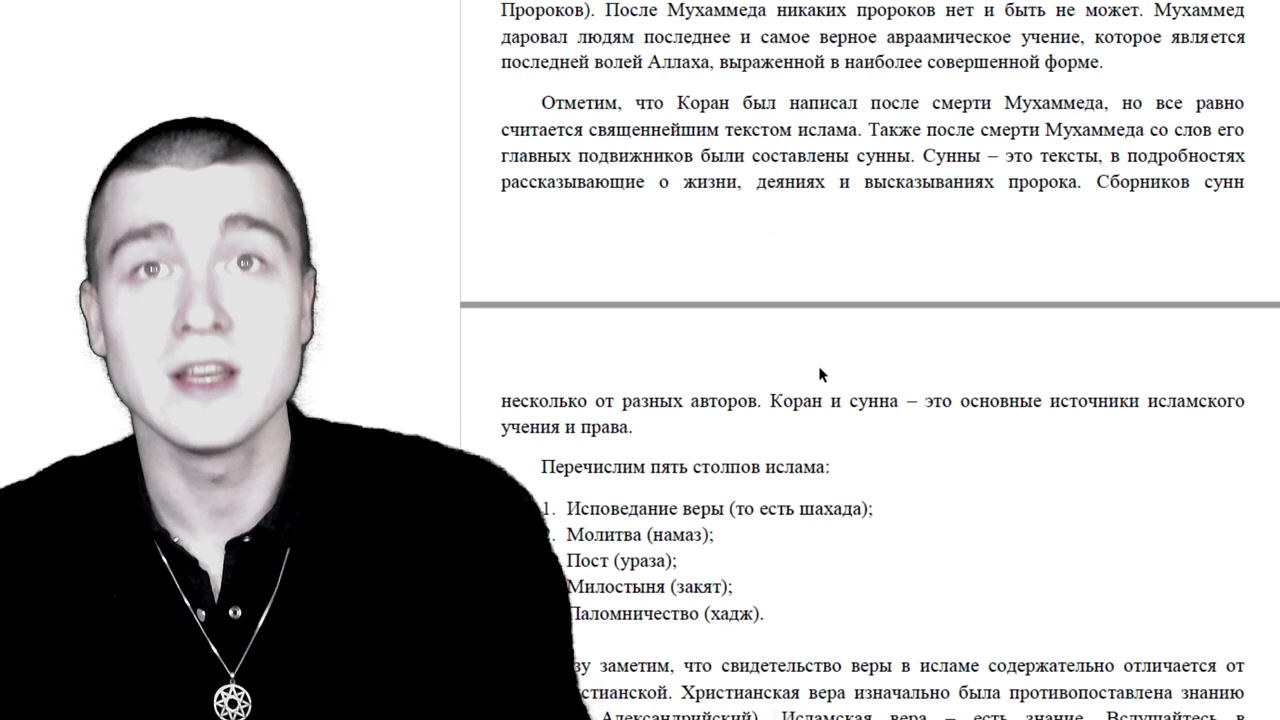 Пророков). После Мухаммеда никаких пророков нет и быть не может. Мухаммед
даровал людям последнее и самое верное авраамическое учение, которое является
последней волей Аллаха, выраженной в наиболее совершенной форме.
Отметим, что Коран был написал после смерти Мухаммеда, но все равно
считается священнейшим текстом ислама. Также после смерти Мухаммеда со слов его
главных подвижников были составлены сунны. Сунны – это тексты, в подробностях
рассказывающие о жизни, деяниях и высказываниях пророка. Сборников сунн
несколько от разных авторов. Коран и сунна – это основные источники исламского
учения и права.
Перечислим пять столпов ислама:
1. Исповедание веры (то есть шахада);
Молитва (намаз);
Пост (ураза);
Милостыня (закят);
Паломничество (хадж).
заметим, что свидетельство веры в исламе содержательно отличается от
Христианская вера изначально была противопоставлена знанию
Александрийский). Исламская вера – есть знание. Вслушайтесь в